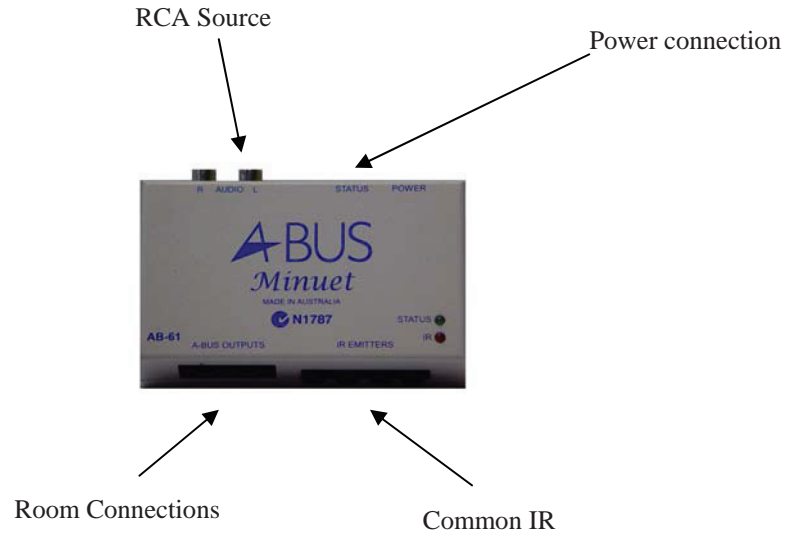 RCA Source
Power connection
R AUDIO L STATUS POWER
A-BUS
Minuet
MADE IN AUSTRALIA
N1787
STATUS
IR
AB-61
A-BUS OUTPUTS IR EMITTERS
Room Connections
Common IR